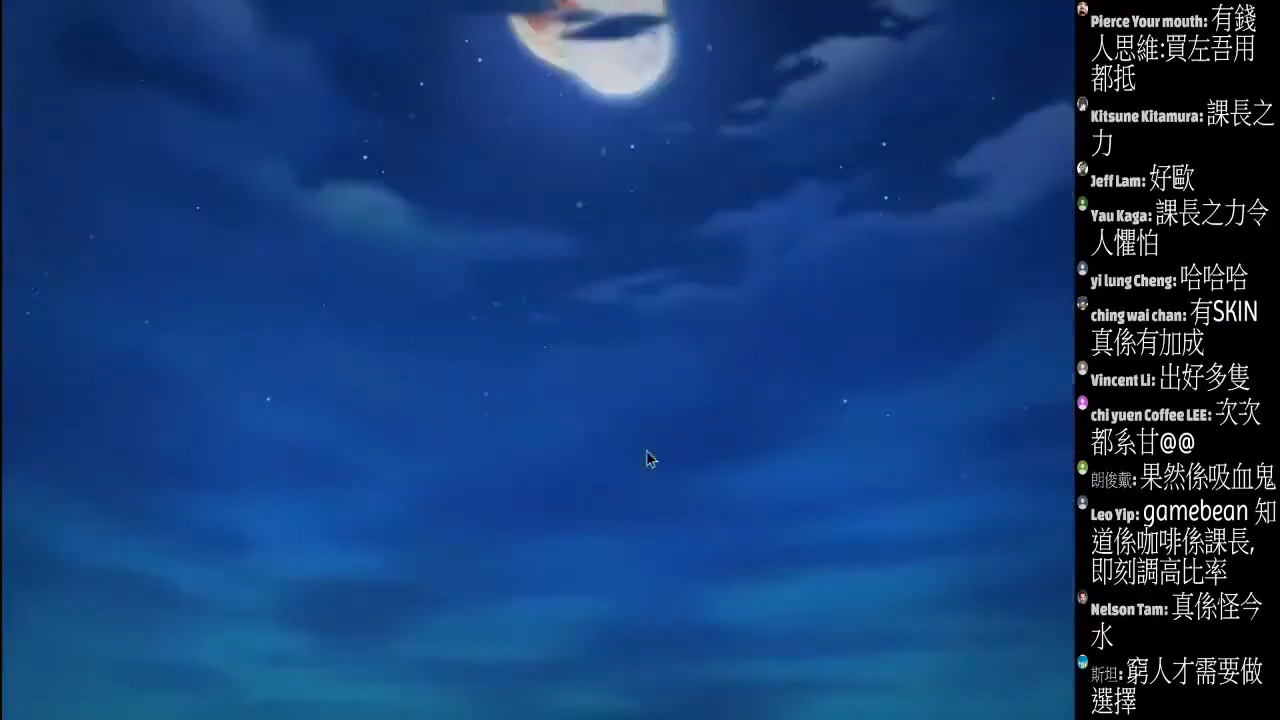 Pierce Your mouth: 有錢
人思維:買左吾用
都抵
Kitsune Kitamura: 課長之
力
Jeff Lam: 好歐
Yau Kaga: 課長之力令
人懼怕
yi lung Cheng: 哈哈哈
ching wai chan: 有SKIN
真係有加成
Vincent Li: 出好多隻
chi yuen Coffee LEE: 次次
都系甘@@
朗俊戴: 果然係吸血鬼
Leo Yip: gamebean 知
道係咖啡係課長,
即刻調高比率
Nelson Tam: 真係怪今
水
斯坦: 窮人才需要做
選擇